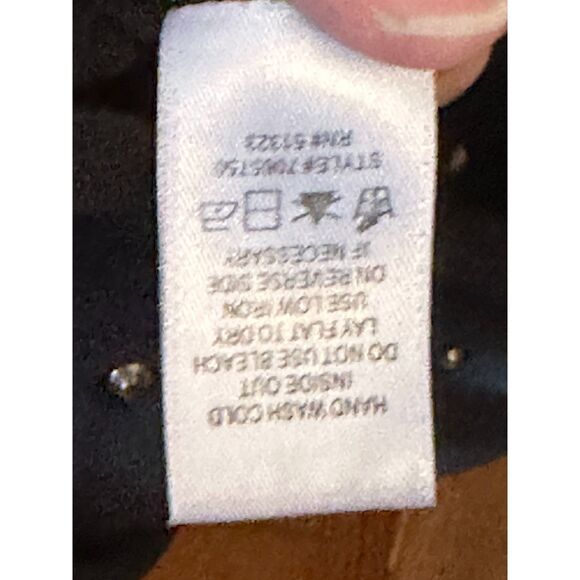 HAND WASH COLD
INSIDE OUT
DO NOT USE BLEACH
LAY FLAT TO DRY
USE LOW IRON
ON REVERSE SIDE
IF NECESSARY
STYLE# 7065750
RN# 51323